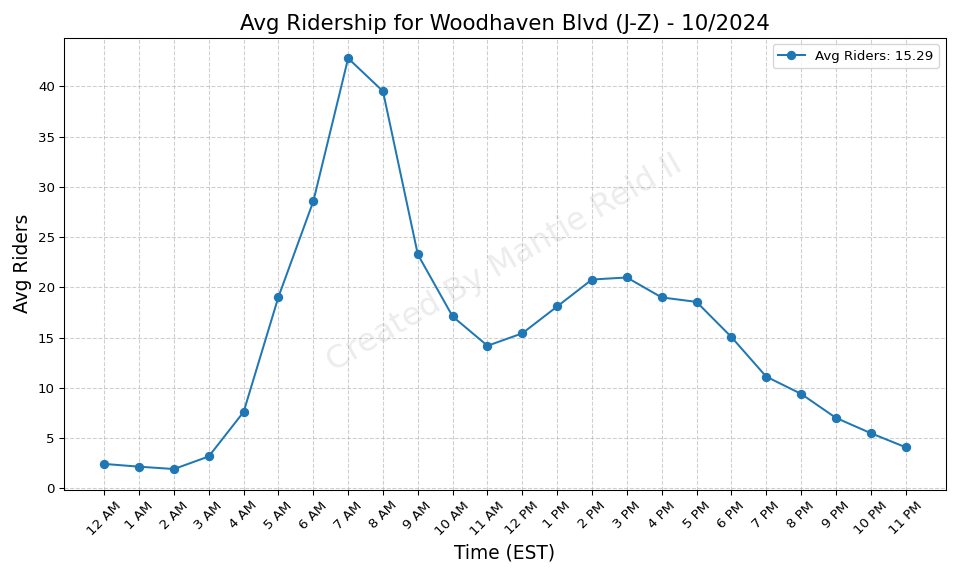 Avg Ridership for Woodhaven Blvd (J-Z) - 10/2024
Avg Riders: 15.29
Avg Riders
40
35
30
25
20
15
10
5
0
Created By Mantie Reid II
12 AM
1 AM
2 AM
3 AM
4 AM
5 AM
6 AM
7 AM
8 AM
9 AM
10 AM
11 AM
12 PM
1 PM
2 PM
3 PM
4 PM
5 PM
6 PM
7 PM
8 PM
9 PM
10 PM
11 PM
Time (EST)